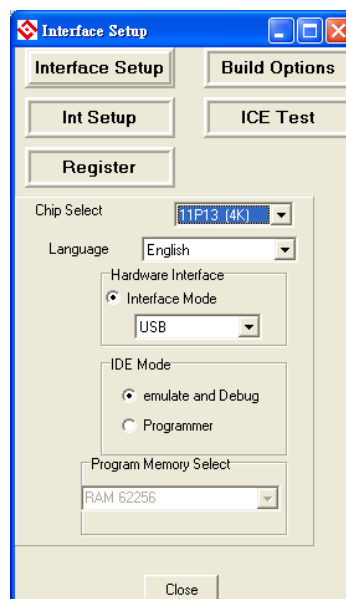 Interface Setup
Interface Setup
Build Options
Int Setup
ICE Test
Register
Chip Select
11P13 (4K)
Language
English
Hardware Interface
Interface Mode
USB
IDE Mode
emulate and Debug
Programmer
Program Memory Select
RAM 62256
Close